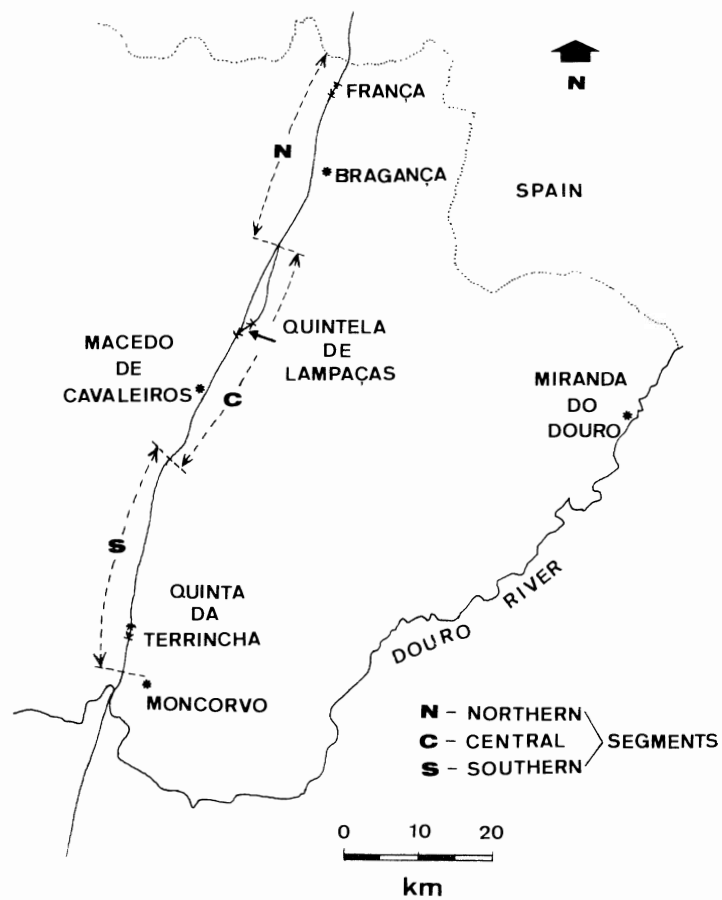 N
FRANÇA
N
BRAGANÇA
SPAIN
QUINTELA
DE
LAMPAÇAS
MACEDO
DE
CAVALEIROS
C
MIRANDA
DO
DOURO
S
QUINTA
DA
TERRINCHA
DOURO RIVER
MONCORVO
N – NORTHERN
C – CENTRAL SEGMENTS
S – SOUTHERN
0 10 20
km